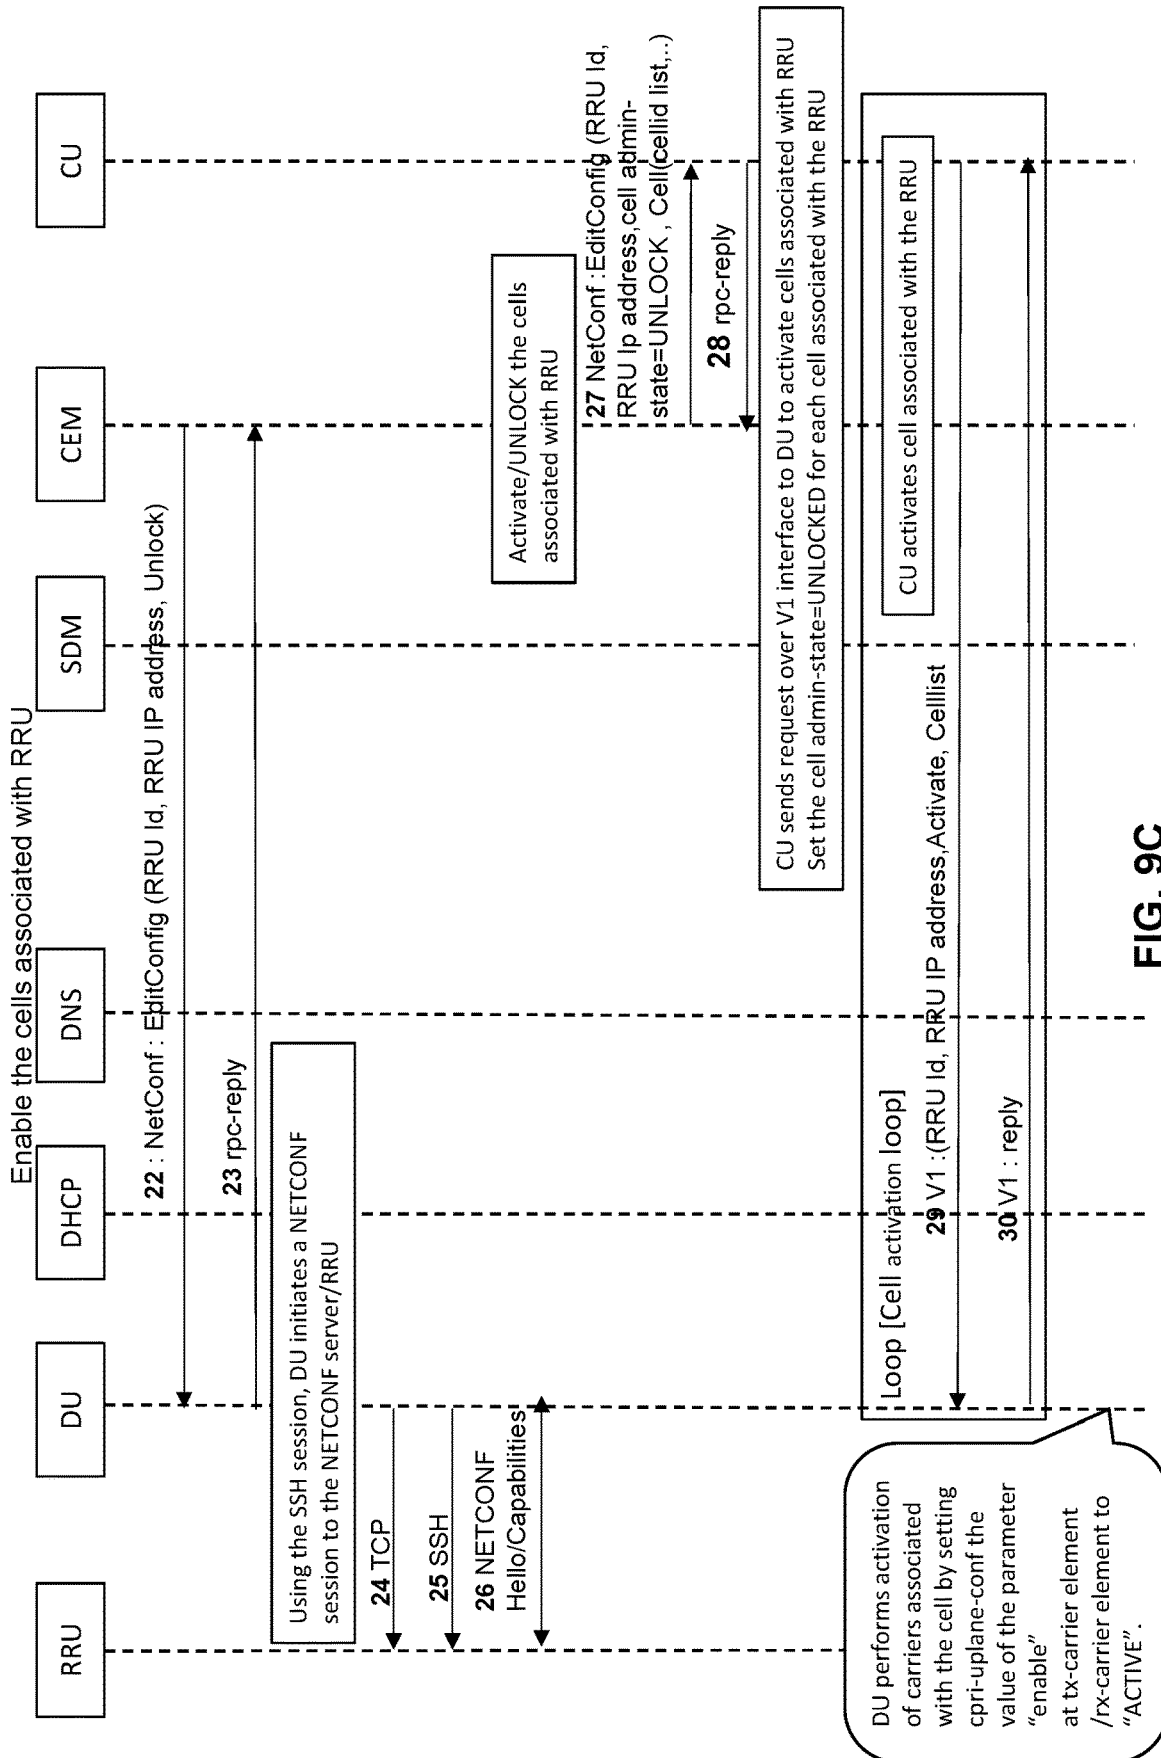 Enable the cells associated with RRU
RRU
DU
DHCP
DNS
SDM
CEM
CU
22 : NetConf : EditConfig (RRU Id, RRU IP address, Unlock)
23 rpc-reply
Using the SSH session, DU initiates a NETCONF
session to the NETCONF server/RRU
24 TCP
25 SSH
26 NETCONF
Hello/Capabilities
Activate/UNLOCK the cells
associated with RRU
27 NetConf :EditConfig (RRU Id,
RRU Ip address,cell admin-
state=UNLOCK , Cell(cellid list,..)
28 rpc-reply
CU sends request over V1 interface to DU to activate cells associated with RRU
Set the cell admin-state=UNLOCKED for each cell associated with the RRU
Loop [Cell activation loop]
CU activates cell associated with the RRU
29 V1 :(RRU Id, RRU IP address,Activate, Celllist
30 V1 : reply
DU performs activation
of carriers associated
with the cell by setting
cpri-uplane-conf the
value of the parameter
“enable”
at tx-carrier element
/rx-carrier element to
“ACTIVE”.
FIG. 9C